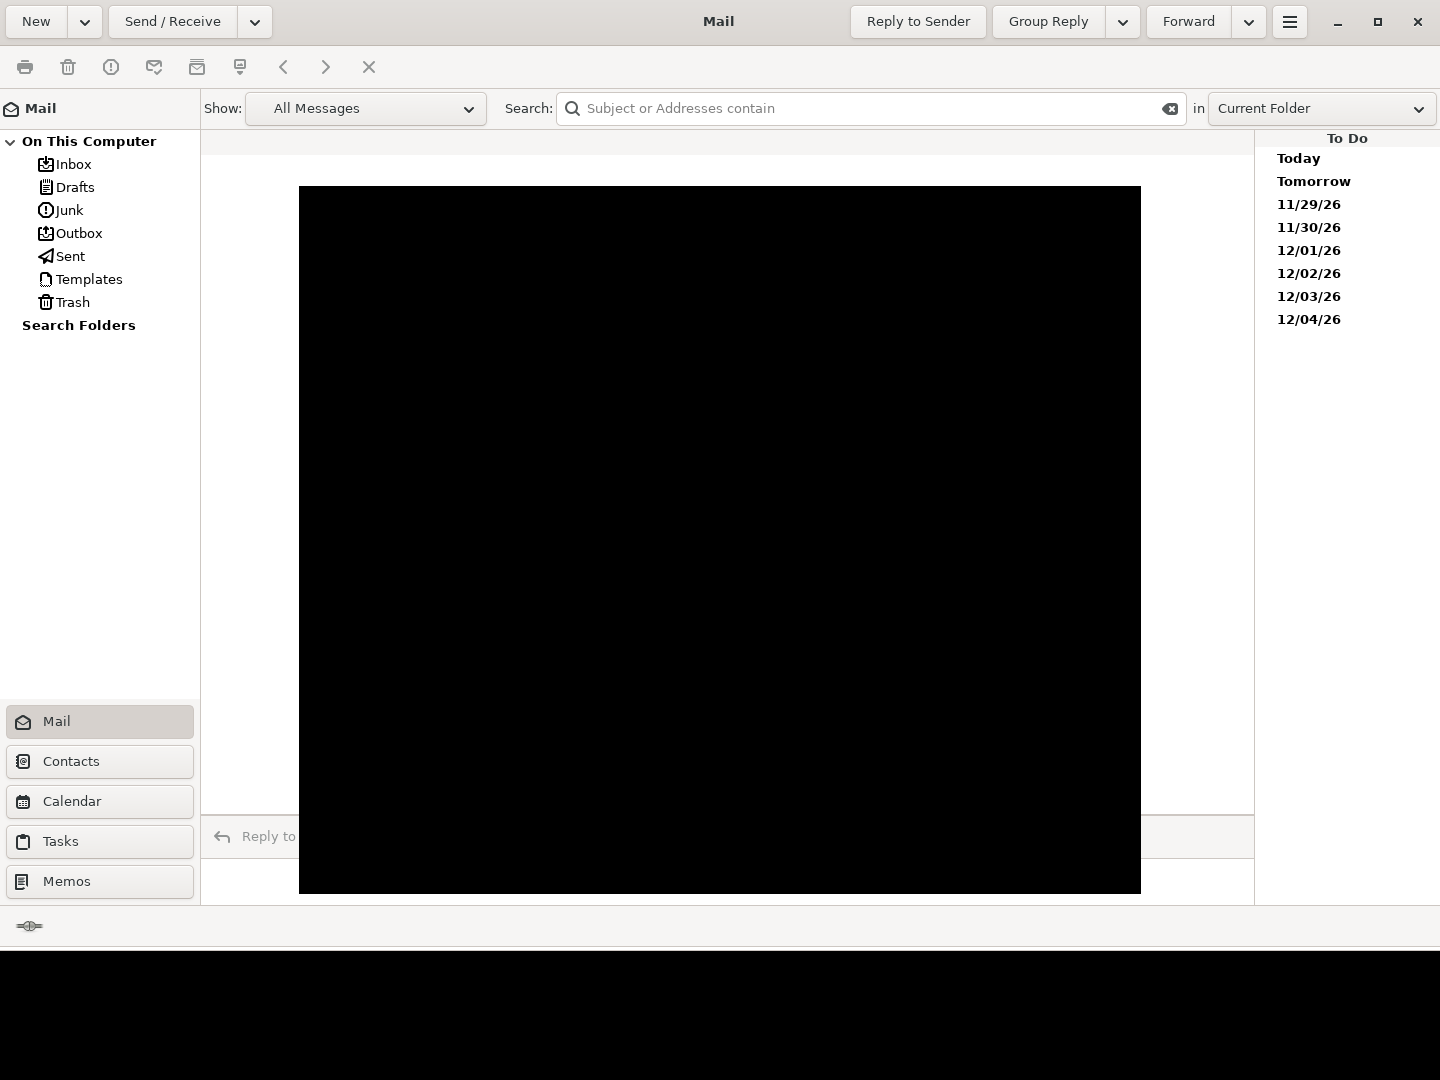 New
Send / Receive
Mail
Reply to Sender
Group Reply
Forward
Mail
Show:
All Messages
Search:
Subject or Addresses contain
in
Current Folder
On This Computer
Inbox
Drafts
Junk
Outbox
Sent
Templates
Trash
Search Folders
To Do
Today
Tomorrow
11/29/26
11/30/26
12/01/26
12/02/26
12/03/26
12/04/26
Mail
Contacts
Calendar
Tasks
Memos
Reply to